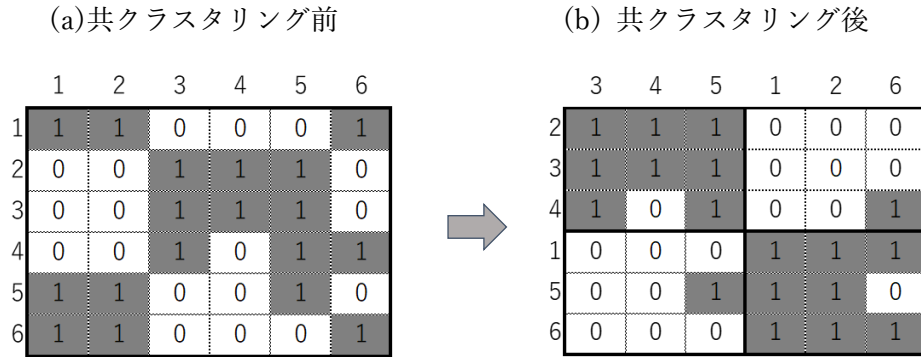 (a)共クラスタリング前
(b) 共クラスタリング後
1 2 3 4 5 6
1 1 1 0 0 0 1
2 0 0 1 1 1 0
3 0 0 1 1 1 0
4 0 0 1 0 1 1
5 1 1 0 0 1 0
6 1 1 0 0 0 1
3 4 5 1 2 6
2 1 1 1 0 0 0
3 1 1 1 0 0 0
4 1 0 1 0 0 1
1 0 0 0 1 1 1
5 0 0 1 1 1 0
6 0 0 0 1 1 1